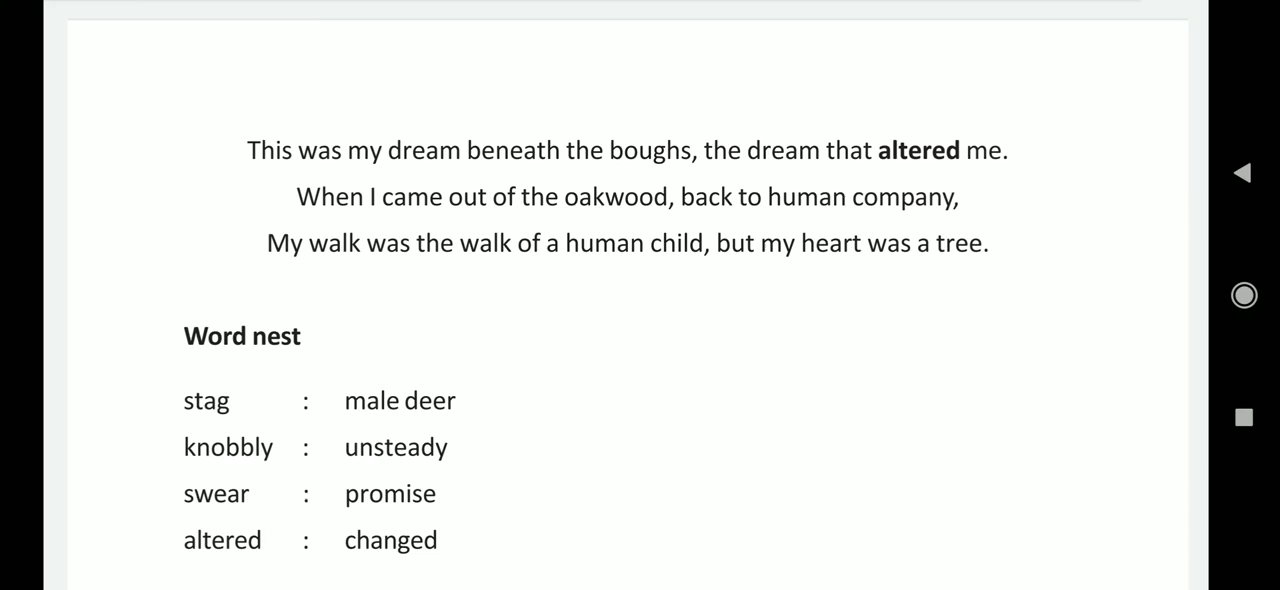 This was my dream beneath the boughs, the dream that altered me.
When I came out of the oakwood, back to human company,
My walk was the walk of a human child, but my heart was a tree.
Word nest
stag : male deer
knobbly : unsteady
swear : promise
altered : changed